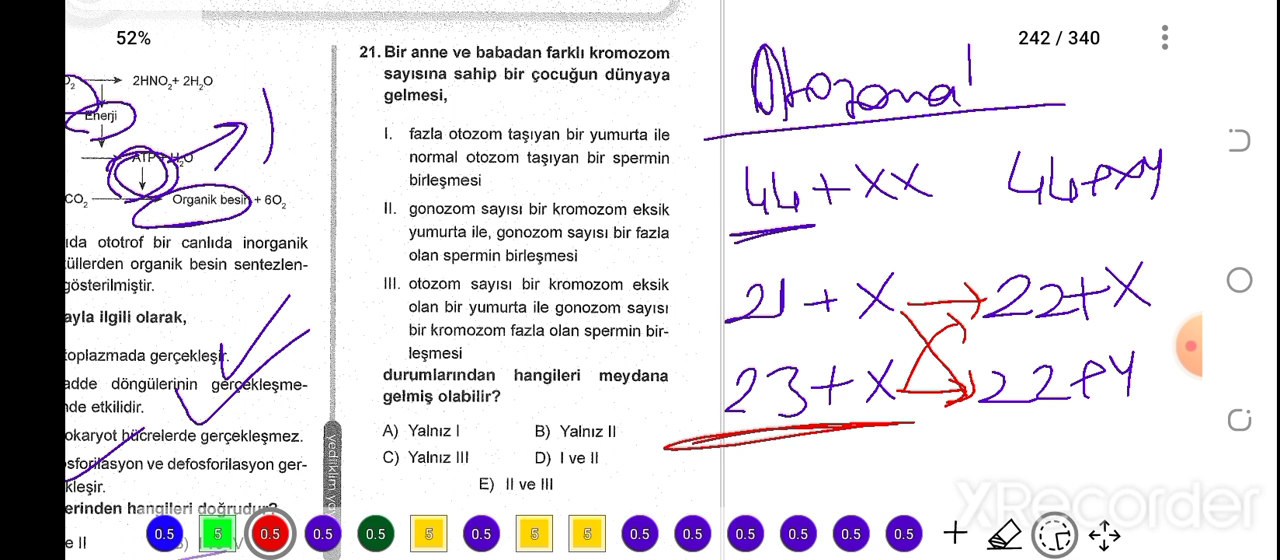 52%
242 / 340
2HNO₂+ 2H₂O
Enerji
ATP + H₂O
CO₂
Organik besin + 6O₂
ıda ototrof bir canlıda inorganik
küllerden organik besin sentezlen-
gösterilmiştir.
ayla ilgili olarak,
toplazmada gerçekleşir.
adde döngülerinin gerçekleşme-
nde etkilidir.
okaryot hücrelerde gerçekleşmez.
osforilasyon ve defosforilasyon ger-
kleşir.
erinden hangileri doğrudur?
e II
21. Bir anne ve babadan farklı kromozom
sayısına sahip bir çocuğun dünyaya
gelmesi,
I. fazla otozom taşıyan bir yumurta ile
normal otozom taşıyan bir spermin
birleşmesi
II. gonozom sayısı bir kromozom eksik
yumurta ile, gonozom sayısı bir fazla
olan spermin birleşmesi
III. otozom sayısı bir kromozom eksik
olan bir yumurta ile gonozom sayısı
bir kromozom fazla olan spermin bir-
leşmesi
durumlarından hangileri meydana
gelmiş olabilir?
A) Yalnız I B) Yalnız II
C) Yalnız III D) I ve II
E) II ve III
Otozomal
44+XX 44+XY
21+X 22+X
23+X 22+Y
XRecorder
0.5 5 0.5 0.5 0.5 5 0.5 5 5 0.5 0.5 0.5 0.5 0.5 0.5